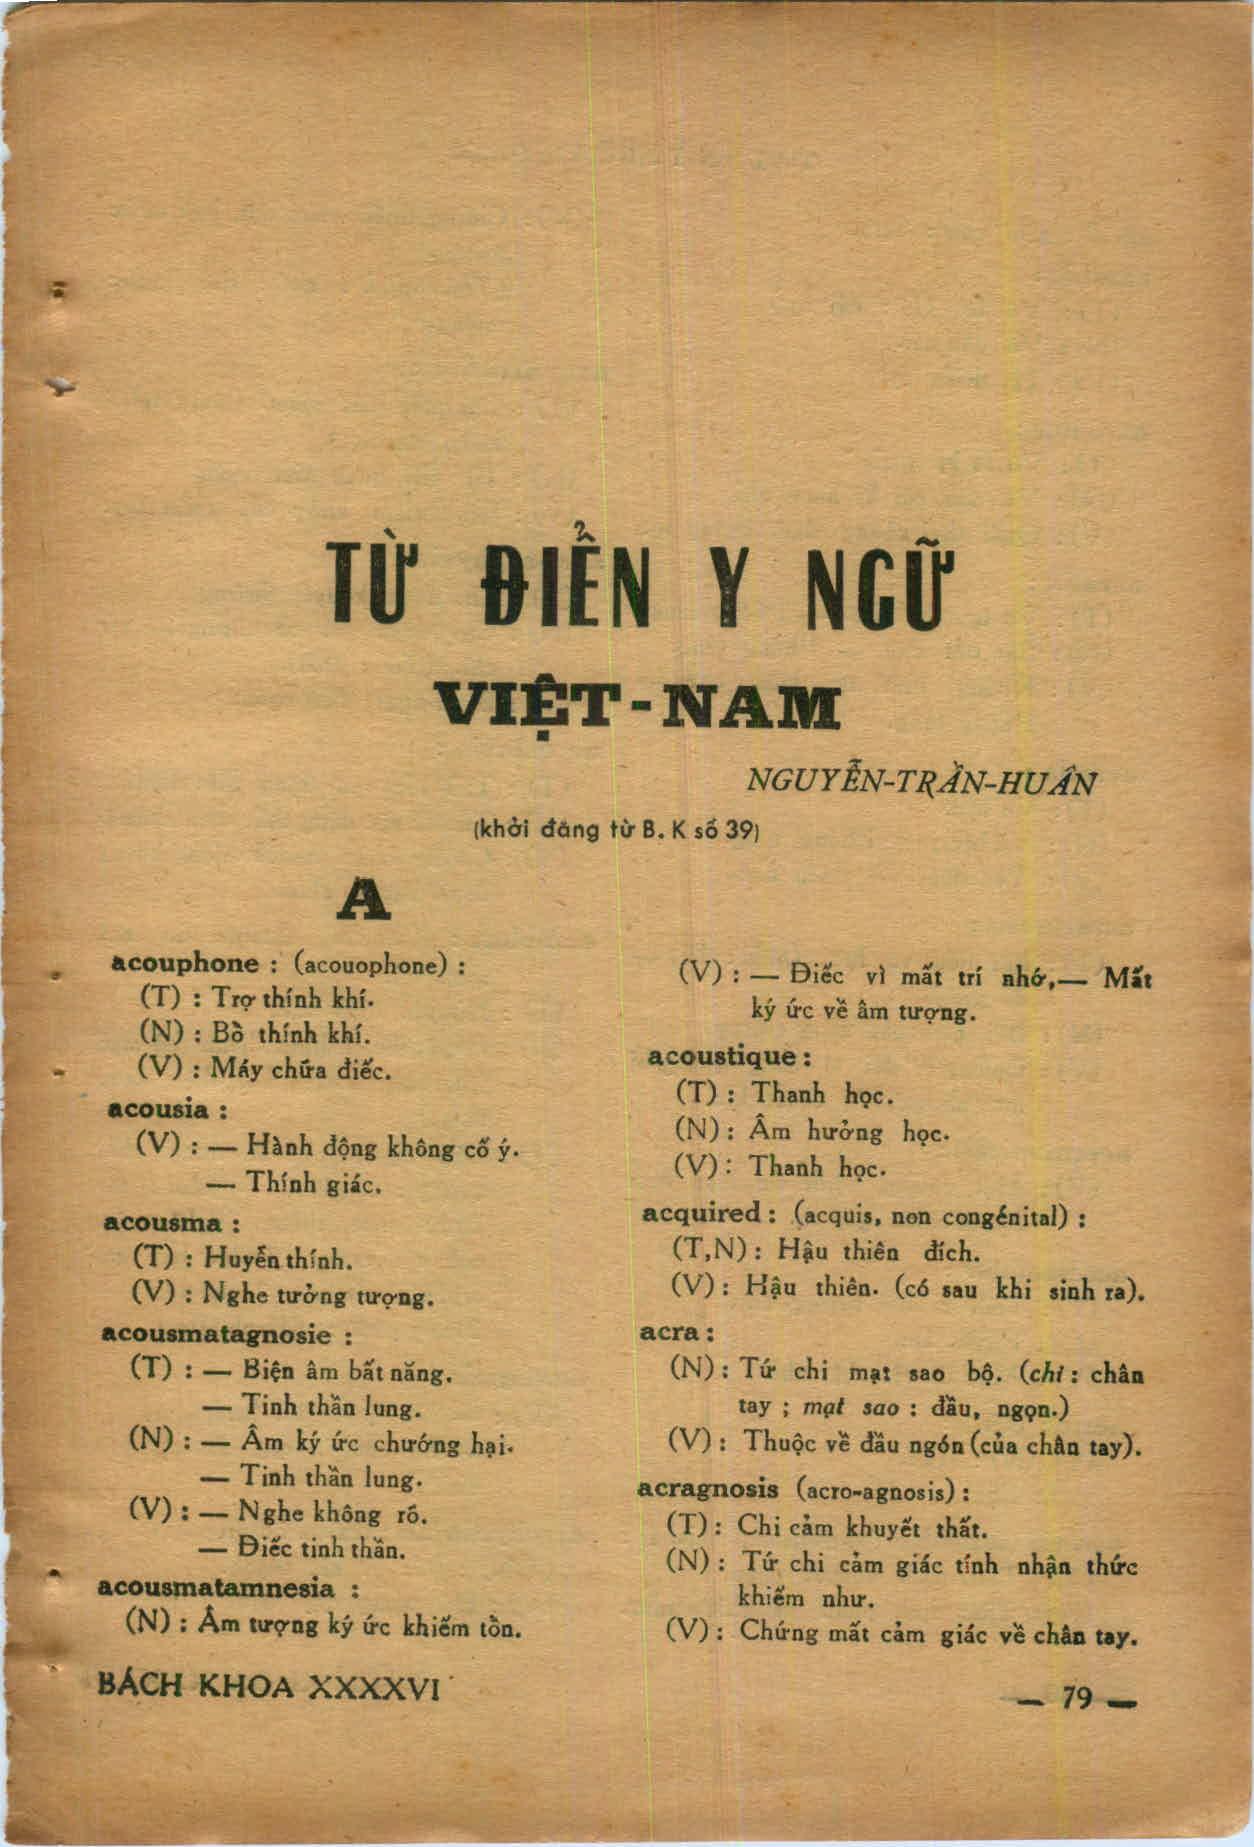 TỪ ĐIỂN Y NGỮ
VIỆT-NAM
NGUYỄN-TRẦN-HUÂN
(khởi đăng từ B. K số 39)
A
acouphone : (acouophone) :
(T) : Trợ thính khí.
(N) : Bồ thính khí.
(V) : Máy chữa điếc.
acousia :
(V) : — Hành động không cố ý.
— Thính giác.
acousma :
(T) : Huyễn thính.
(V) : Nghe tưởng tượng.
acousmatagnosie :
(T) : — Biện âm bất năng.
— Tinh thần lung.
(N) : — Âm ký ức chướng hại.
— Tinh thần lung.
(V) : — Nghe không rõ.
— Điếc tinh thần.
acousmatamnesia :
(N) : Âm tượng ký ức khiếm tồn.
(V) : — Điếc vì mất trí nhớ,— Mất
ký ức về âm tượng.
acoustique :
(T) : Thanh học.
(N) : Âm hưởng học.
(V) : Thanh học.
acquired : (acquis, non congénital) :
(T,N) : Hậu thiên đích.
(V) : Hậu thiên. (có sau khi sinh ra).
acra :
(N) : Tứ chi mạt sao bộ. (chi : chân
tay ; mạt sao : đầu, ngọn.)
(V) : Thuộc về đầu ngón (của chân tay).
acragnosis (acro-agnosis) :
(T) : Chi cảm khuyết thất.
(N) : Tứ chi cảm giác tính nhận thức
khiếm như.
(V) : Chứng mất cảm giác về chân tay.
BÁCH KHOA XXXXVI
— 79 —